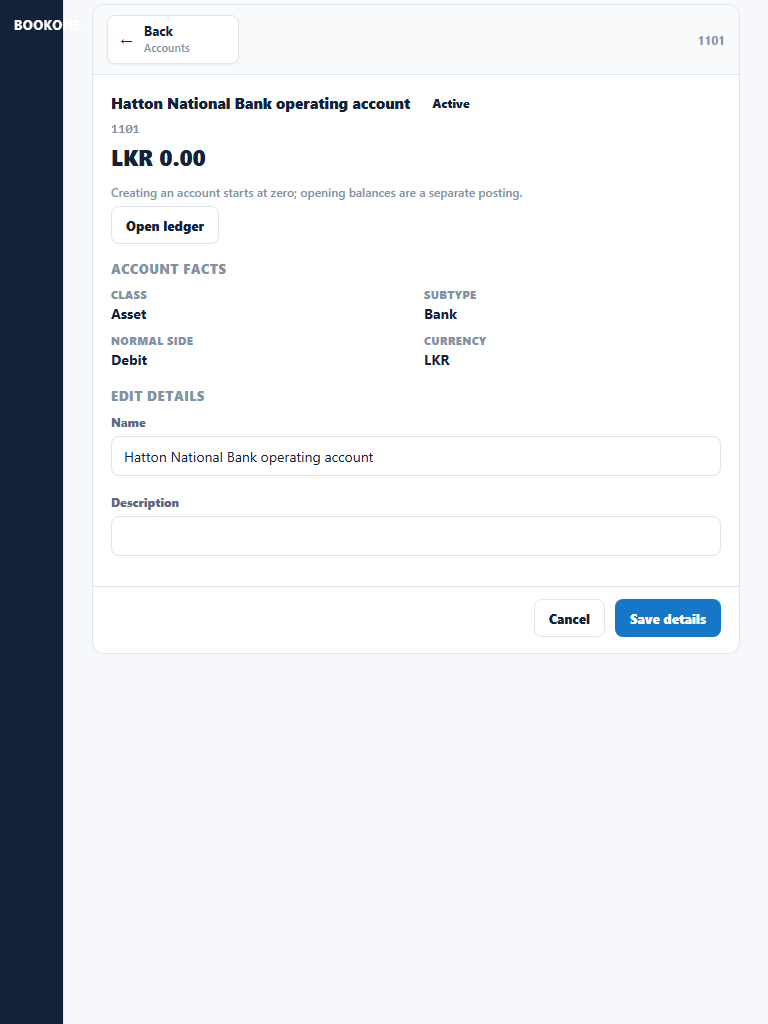 BOOKONE
← Back
Accounts
1101
Hatton National Bank operating account Active
1101
LKR 0.00
Creating an account starts at zero; opening balances are a separate posting.
Open ledger
ACCOUNT FACTS
CLASS SUBTYPE
Asset Bank
NORMAL SIDE CURRENCY
Debit LKR
EDIT DETAILS
Name
Hatton National Bank operating account
Description
Cancel Save details